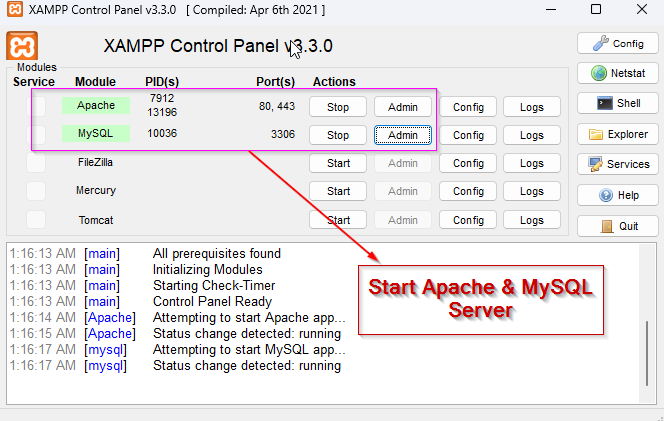 XAMPP Control Panel v3.3.0 [ Compiled: Apr 6th 2021 ]
XAMPP Control Panel v3.3.0
Config
Modules
Service Module PID(s) Port(s) Actions
Netstat
Apache 7912 13196 80, 443 Stop Admin Config Logs
Shell
MySQL 10036 3306 Stop Admin Config Logs
Explorer
FileZilla Start Admin Config Logs
Services
Mercury Start Admin Config Logs
Help
Tomcat Start Admin Config Logs
Quit
1:16:13 AM [main] All prerequisites found
1:16:13 AM [main] Initializing Modules
1:16:13 AM [main] Starting Check-Timer
1:16:13 AM [main] Control Panel Ready
1:16:14 AM [Apache] Attempting to start Apache app...
1:16:15 AM [Apache] Status change detected: running
1:16:17 AM [mysql] Attempting to start MySQL app...
1:16:17 AM [mysql] Status change detected: running
Start Apache & MySQL
Server